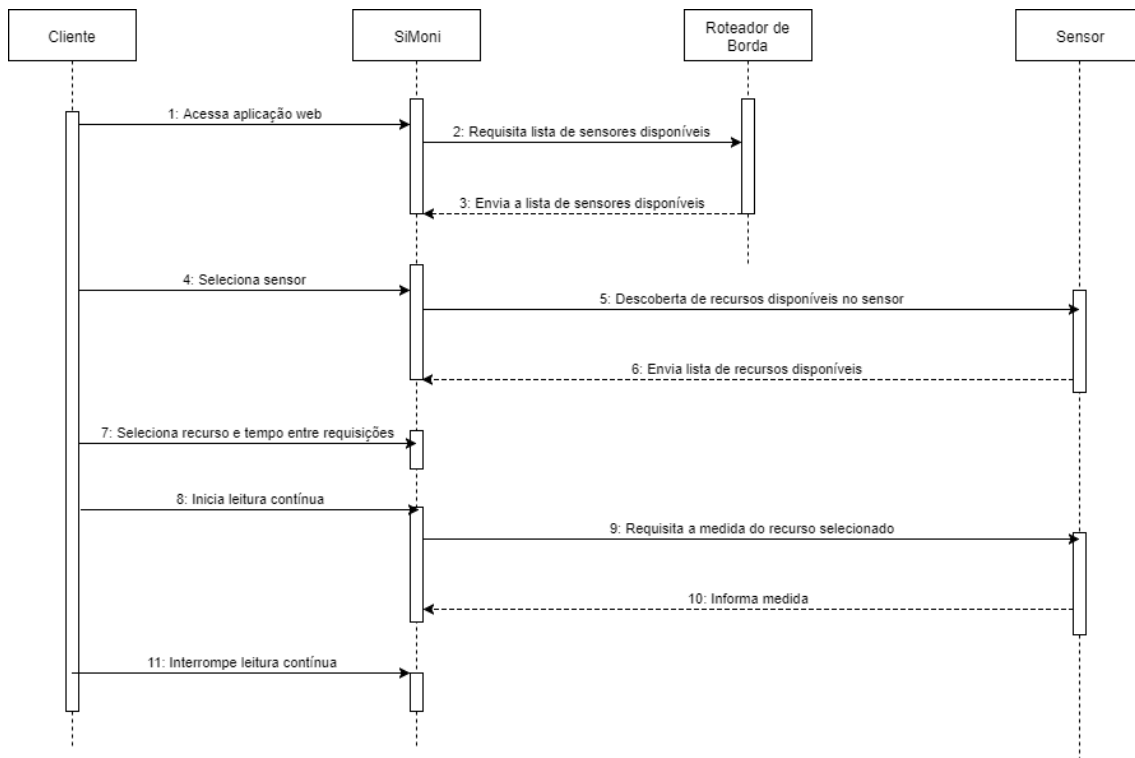 Cliente
SiMoni
Roteador de
Borda
Sensor
1: Acessa aplicação web
2: Requisita lista de sensores disponíveis
3: Envia a lista de sensores disponíveis
4: Seleciona sensor
5: Descoberta de recursos disponíveis no sensor
6: Envia lista de recursos disponíveis
7: Seleciona recurso e tempo entre requisições
8: Inicia leitura contínua
9: Requisita a medida do recurso selecionado
10: Informa medida
11: Interrompe leitura contínua